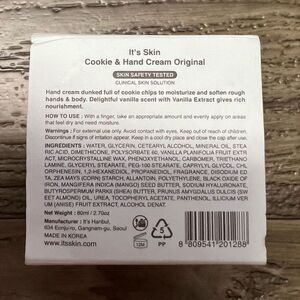 It's Skin
Cookie & Hand Cream Original
SKIN SAFETY TESTED
CLINICAL SKIN SOLUTION
Hand cream dunked full of cookie chips to moisturize and soften rough
hands & body. Delightful vanilla scent with Vanilla Extract gives rich
nourishment.
HOW TO USE : With a finger, take an appropriate amount and evenly apply on areas
that feel dry and need moisture.
Warnings : For external use only. Avoid contact with eyes. Keep out of reach of children.
Discontinue if signs of irritation appear. Keep in a cool dry place and close the cap after use.
INGREDIENTS: WATER, GLYCERIN, CETEARYL ALCOHOL, MINERAL OIL, STEA
RIC ACID, DIMETHICONE, POLYSORBATE 60, VANILLA PLANIFOLIA FRUIT EXTR
ACT, MICROCRYSTALLINE WAX, PHENOXYETHANOL, CARBOMER, TRIETHANO
LAMINE, GLYCERYL STEARATE, PEG-100 STEARATE, CAPRYLYL GLYCOL, CHL
ORPHENESIN, 1,2-HEXANEDIOL, PROPANEDIOL, FRAGRANCE, DISODIUM ED
TA, ZEA MAYS (CORN) STARCH, ALLANTOIN, POLYETHYLENE, BLACK OXIDE OF
IRON, MANGIFERA INDICA (MANGO) SEED BUTTER, SODIUM HYALURONATE,
BUTYROSPERMUM PARKII (SHEA) BUTTER, PRUNUS AMYGDALUS DULCIS (SW
EET ALMOND) OIL, UREA, TOCOPHERYL ACETATE, PANTHENOL, ILLICIUM VER
UM (ANISE) FRUIT EXTRACT, ALCOHOL DENAT.
Net Weight : 80ml / 2.70oz
Manufacturer : It's Hanbul,
634 Eonju-ro, Gangnam-gu, Seoul
MADE IN KOREA
www.itsskin.com
PP
8 809541 201288